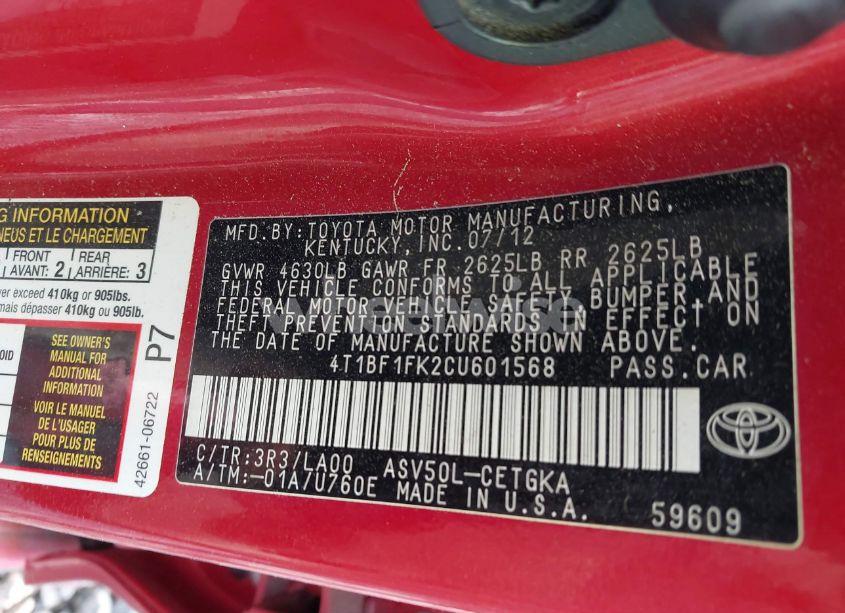 G INFORMATION
NEUS ET LE CHARGEMENT
FRONT REAR
AVANT: 2 ARRIÈRE: 3
ver exceed 410kg or 905lbs.
mais dépasser 410kg ou 905lb.
SEE OWNER'S
MANUAL FOR
ADDITIONAL
INFORMATION
VOIR LE MANUEL
DE L'USAGER
POUR PLUS DE
RENSEIGNEMENTS
OID
P7
42661-06722
MFD.BY:TOYOTA MOTOR MANUFACTURING,
KENTUCKY, INC.07/12
GVWR 4630LB GAWR FR 2625LB RR 2625LB
THIS VEHICLE CONFORMS TO ALL APPLICABLE
FEDERAL MOTOR VEHICLE SAFETY, BUMPER,AND
THEFT PREVENTION STANDARDS IN EFFECT ON
THE DATE OF MANUFACTURE SHOWN ABOVE.
4T1BF1FK2CU601568 PASS.CAR
C/TR:3R3/LA00 ASV50L-CETGKA
A/TM:-01A7U760E MADE IN U.S.A.
59609